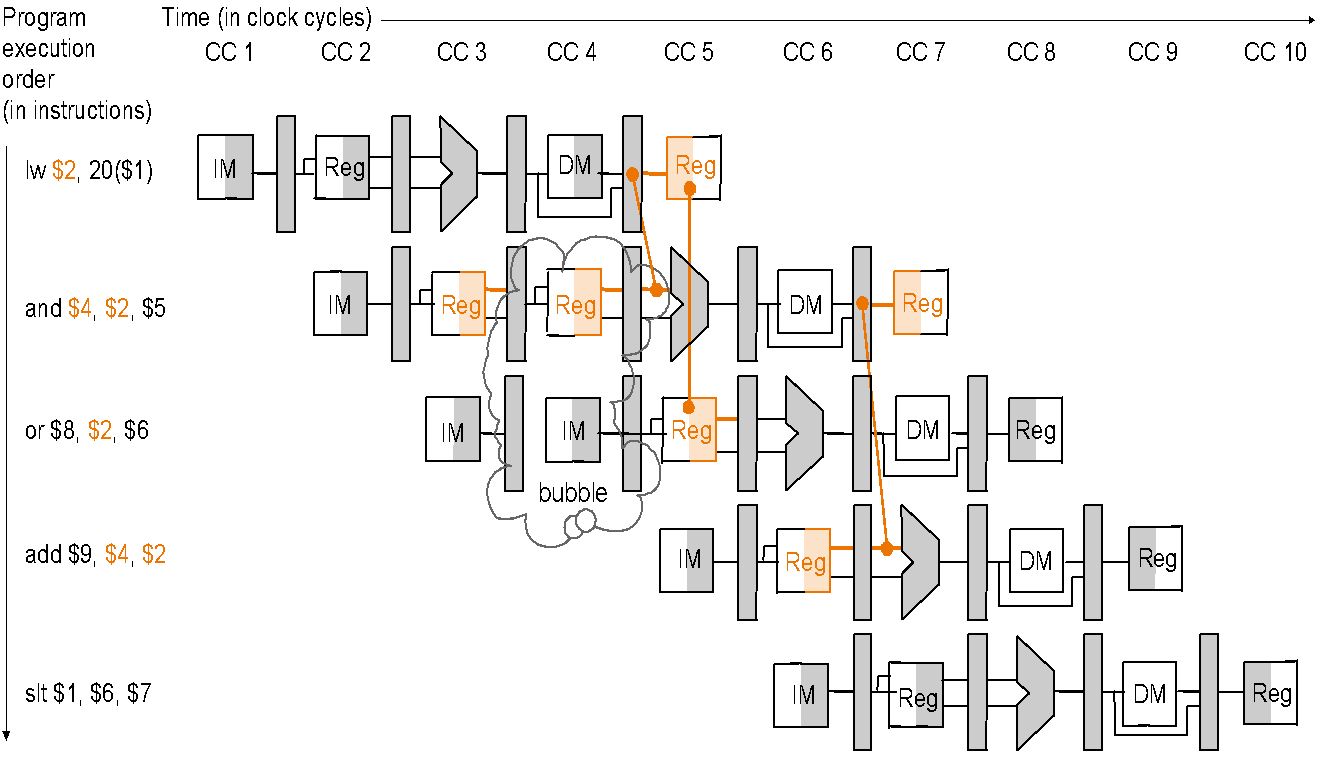 Program
execution
order
(in instructions)
Time (in clock cycles)
CC 1 CC 2 CC 3 CC 4 CC 5 CC 6 CC 7 CC 8 CC 9 CC 10
lw $2, 20($1)
IM Reg DM Reg
and $4, $2, $5
IM Reg Reg DM Reg
or $8, $2, $6
IM IM Reg DM Reg
bubble
add $9, $4, $2
IM Reg DM Reg
slt $1, $6, $7
IM Reg DM Reg